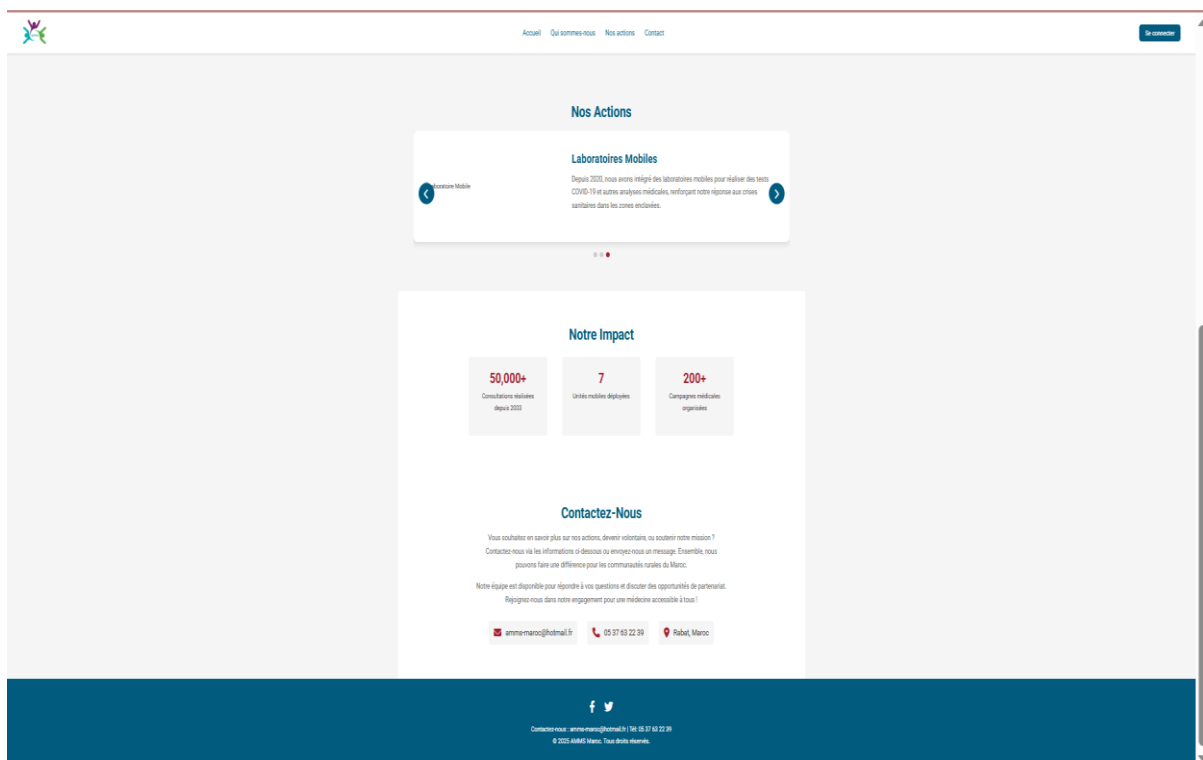 Accueil Qui sommes-nous Nos actions Contact
Se connecter
Nos Actions
Laboratoires Mobiles
boratoire Mobile
Depuis 2020, nous avons intégré des laboratoires mobiles pour réaliser des tests
COVID-19 et autres analyses médicales, renforçant notre réponse aux crises
sanitaires dans les zones enclavées.
Notre Impact
50,000+
Consultations réalisées
depuis 2003
7
Unités mobiles déployées
200+
Campagnes médicales
organisées
Contactez-Nous
Vous souhaitez en savoir plus sur nos actions, devenir volontaire, ou soutenir notre mission ?
Contactez-nous via les informations ci-dessous ou envoyez-nous un message. Ensemble, nous
pouvons faire une différence pour les communautés rurales du Maroc.
Notre équipe est disponible pour répondre à vos questions et discuter des opportunités de partenariat.
Rejoignez-nous dans notre engagement pour une médecine accessible à tous !
amms-maroc@hotmail.fr
05 37 63 22 39
Rabat, Maroc
Contactez-nous : amms-maroc@hotmail.fr | Tél: 05 37 63 22 39
© 2025 AMMS Maroc. Tous droits réservés.